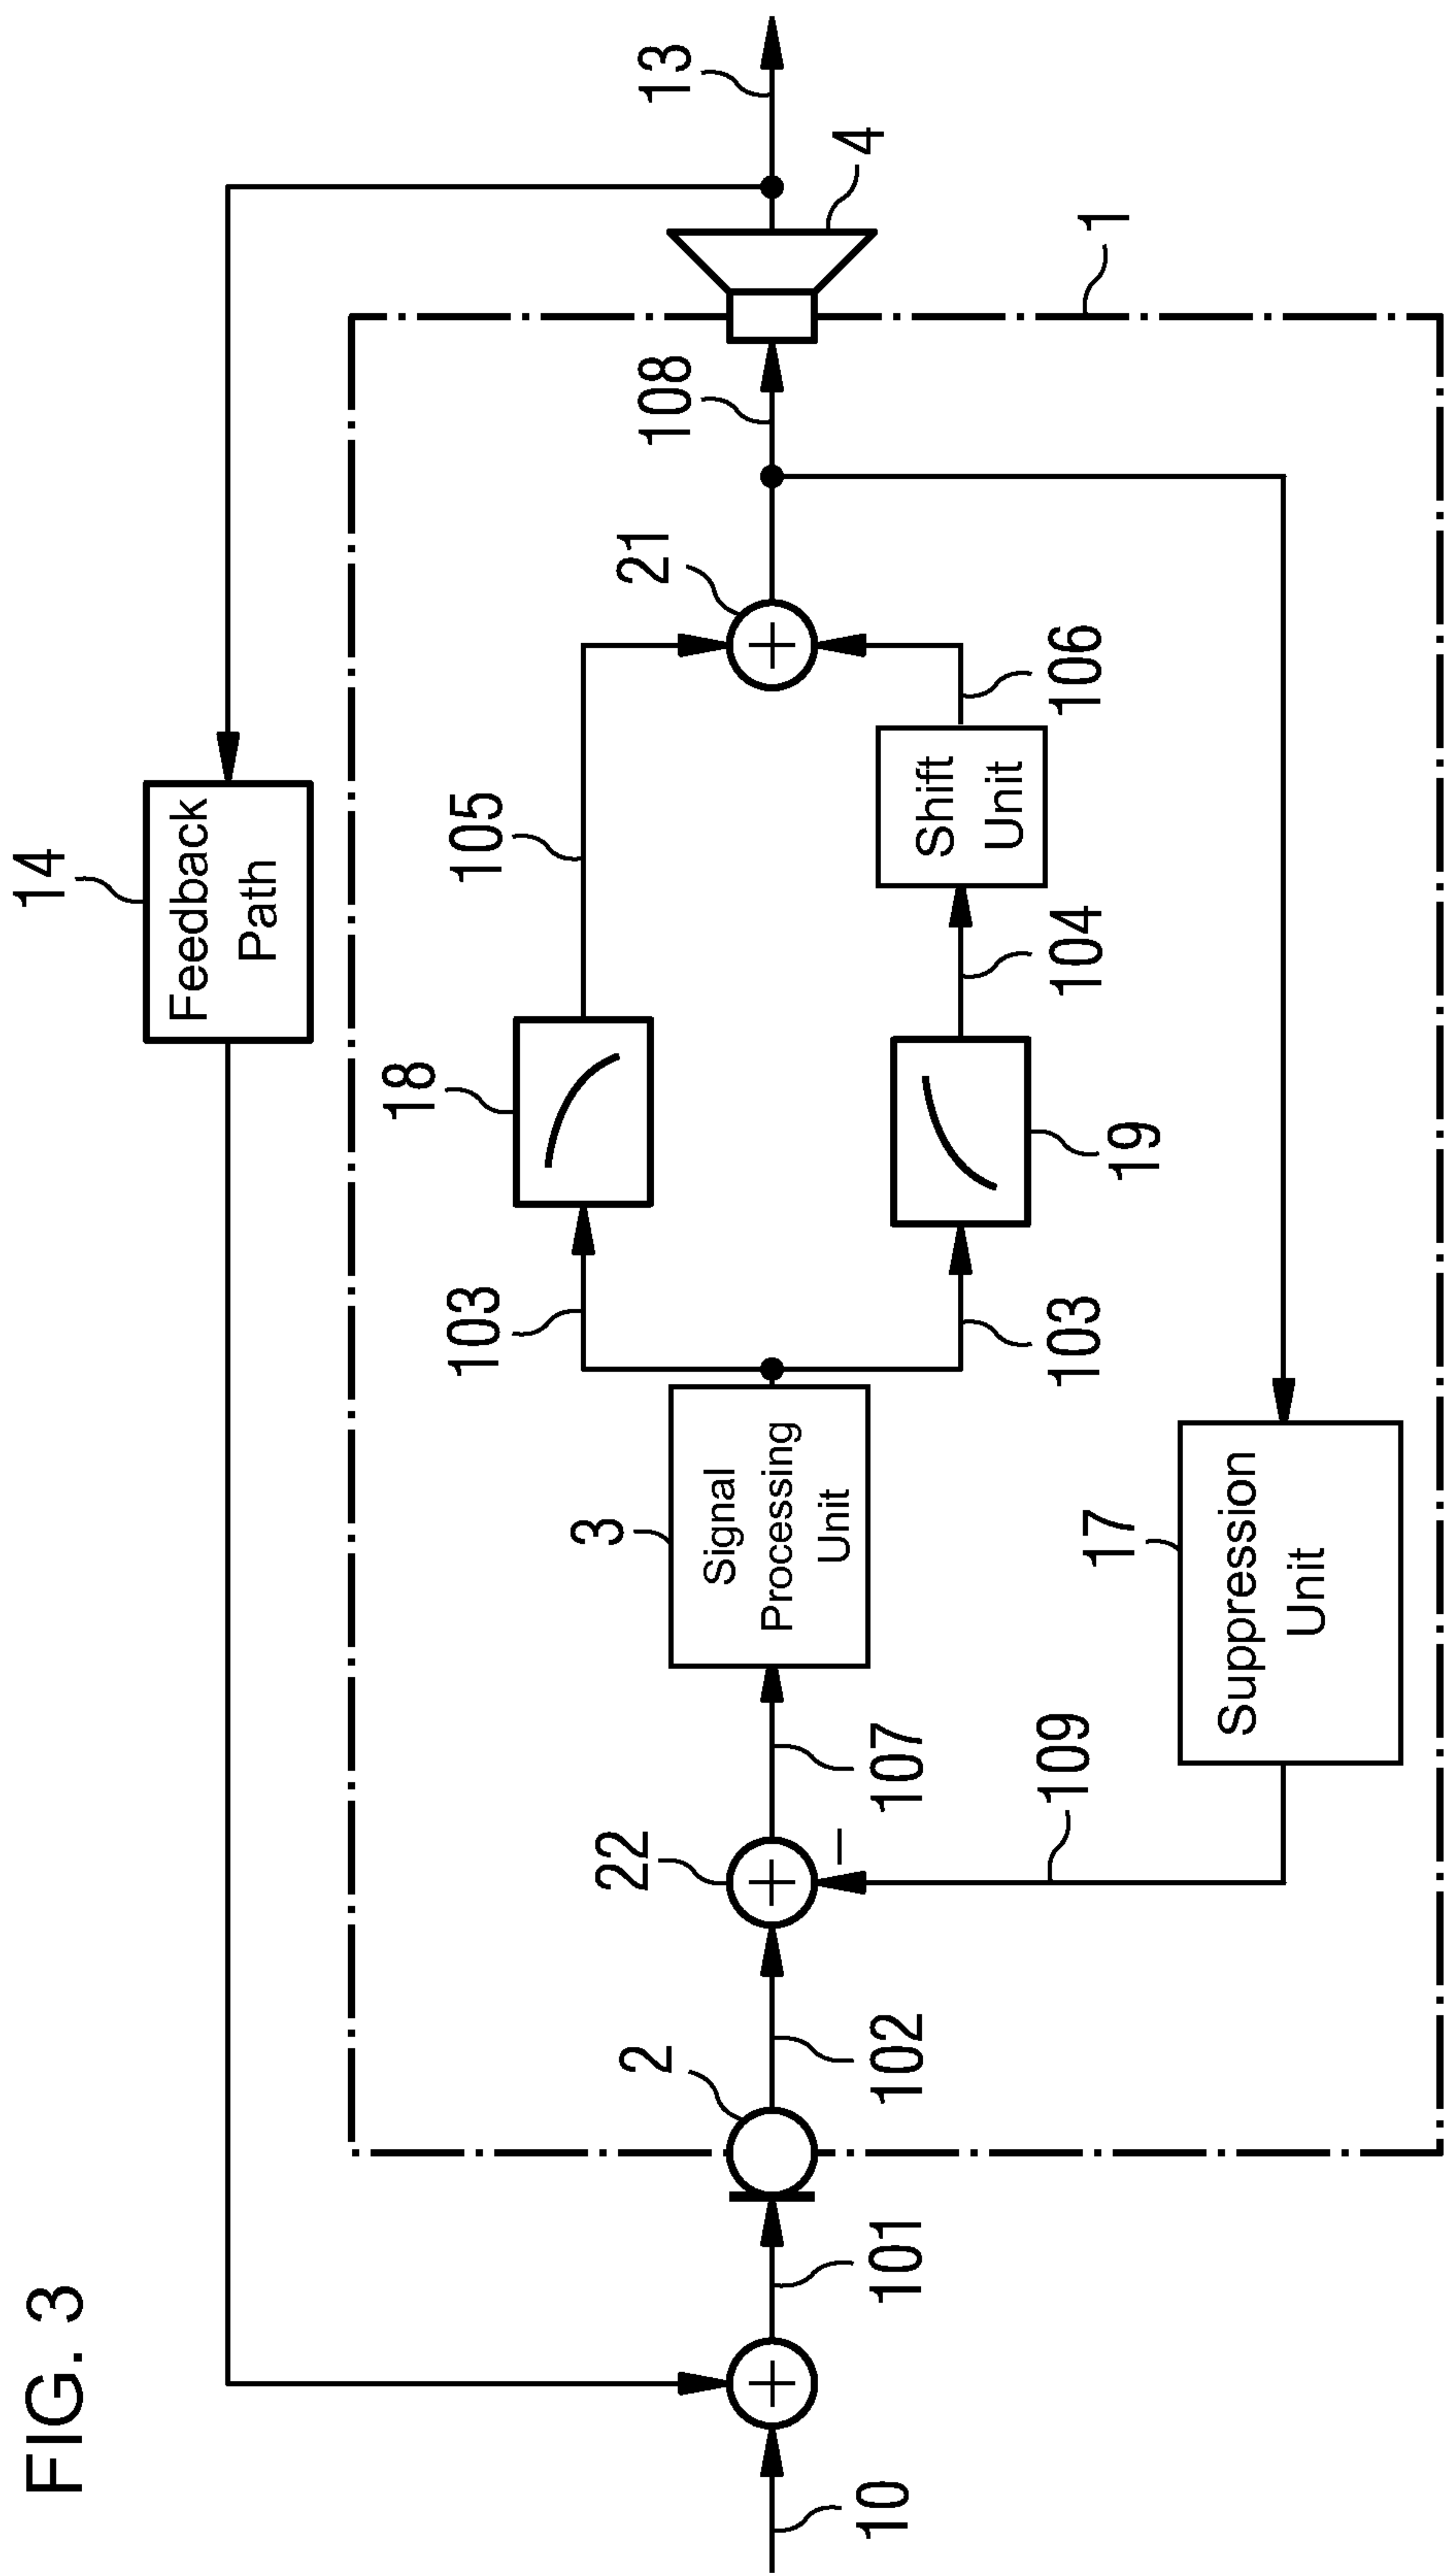 FIG. 3
14
Feedback
Path
13
4
1
108
21
105
106
Shift
Unit
104
18
19
103
103
3
Signal
Processing
Unit
17
Suppression
Unit
107
109
22
−
2
102
101
10